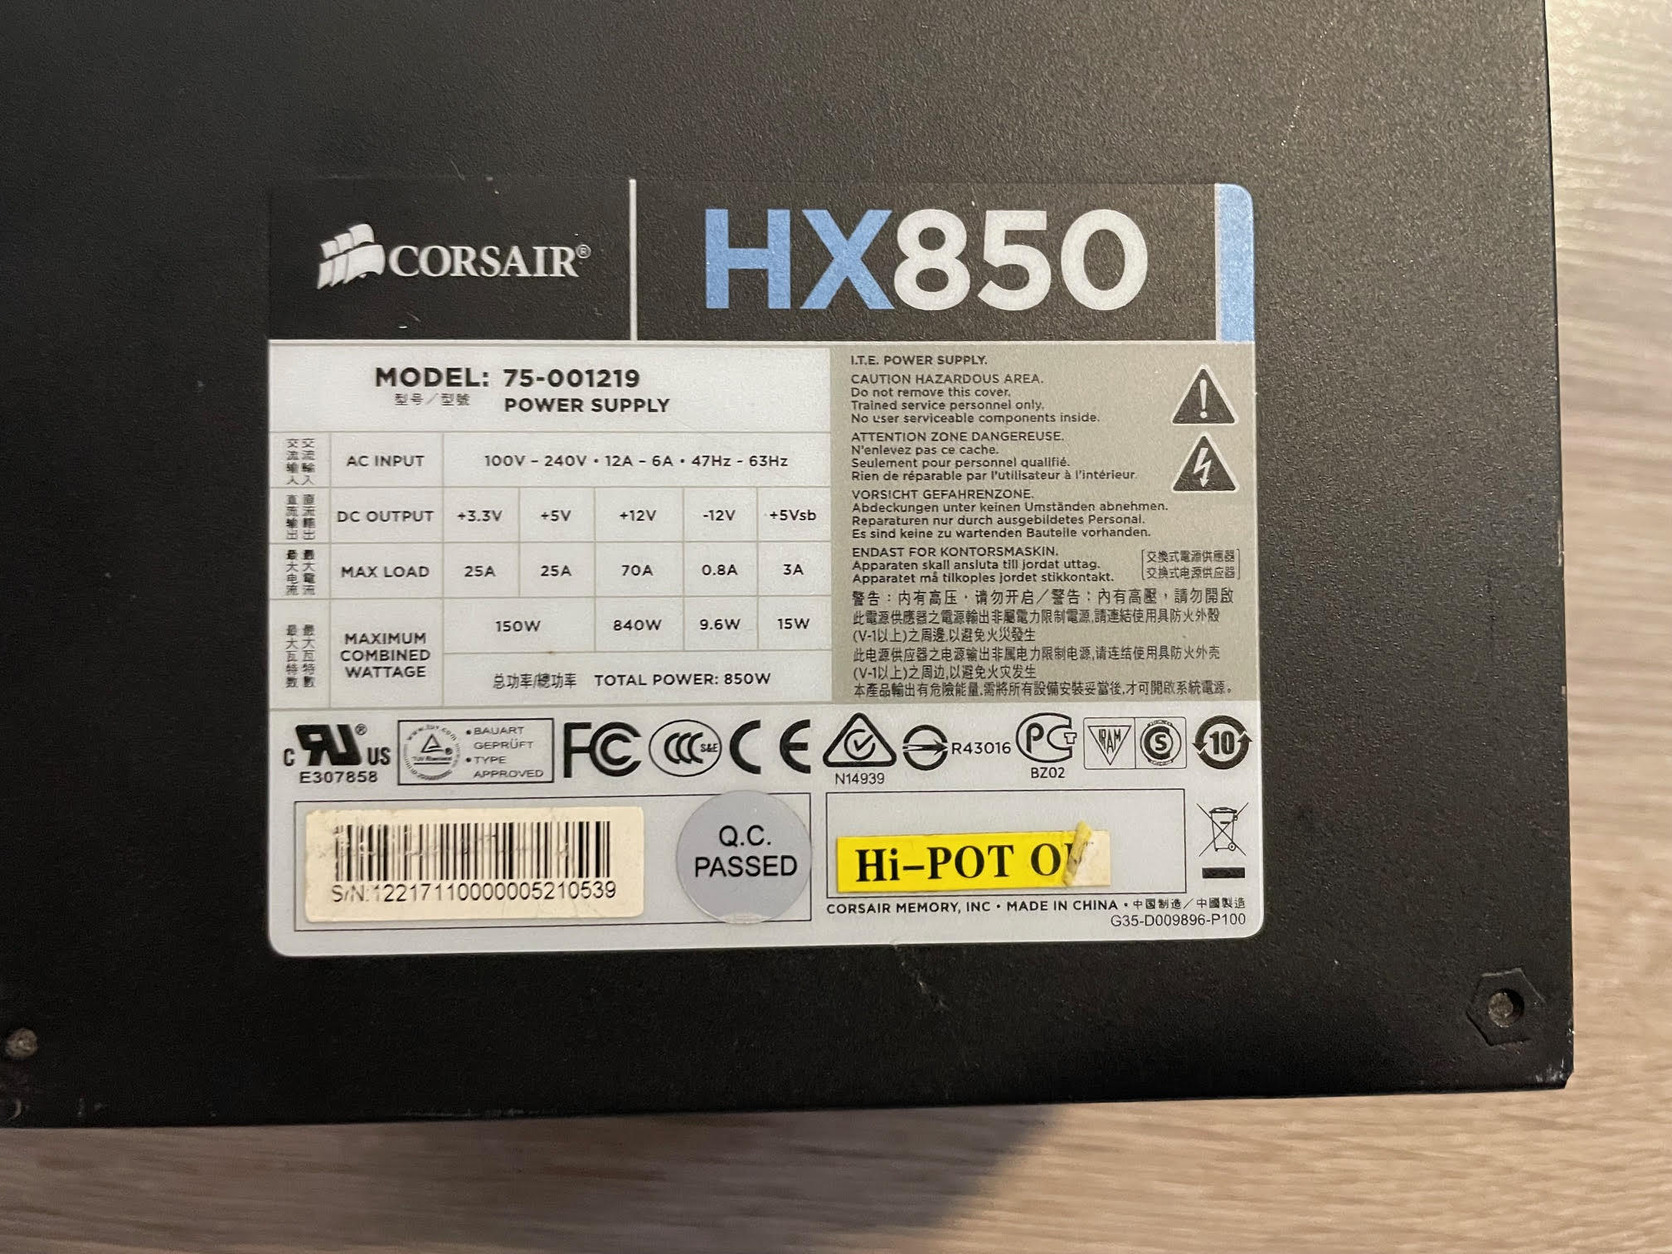 CORSAIR®
HX850
MODEL: 75-001219
型号/型號 POWER SUPPLY
交流输入 交流輸入 AC INPUT 100V – 240V • 12A – 6A • 47Hz – 63Hz
直流输出 直流輸出 DC OUTPUT +3.3V +5V +12V -12V +5Vsb
最大电流 最大電流 MAX LOAD 25A 25A 70A 0.8A 3A
最大瓦特数 最大瓦特數 MAXIMUM COMBINED WATTAGE 150W 840W 9.6W 15W
总功率/總功率 TOTAL POWER: 850W
I.T.E. POWER SUPPLY.
CAUTION HAZARDOUS AREA.
Do not remove this cover.
Trained service personnel only.
No user serviceable components inside.
ATTENTION ZONE DANGEREUSE.
N'enlevez pas ce cache.
Seulement pour personnel qualifié.
Rien de réparable par l'utilisateur à l'intérieur.
VORSICHT GEFAHRENZONE.
Abdeckungen unter keinen Umständen abnehmen.
Reparaturen nur durch ausgebildetes Personal.
Es sind keine zu wartenden Bauteile vorhanden.
ENDAST FOR KONTORSMASKIN.
Apparaten skall ansluta till jordat uttag.
Apparatet må tilkoples jordet stikkontakt.
交換式電源供應器
交换式电源供应器
警告：内有高压，请勿开启／警告：內有高壓，請勿開啟
此電源供應器之電源輸出非屬電力限制電源,請連結使用具防火外殼
(V-1以上)之周邊,以避免火災發生
此电源供应器之电源输出非属电力限制电源,请连结使用具防火外壳
(V-1以上)之周边,以避免火灾发生
本產品輸出有危險能量,需將所有設備安裝妥當後,才可開啟系統電源。
C RU® US
E307858
TÜV Rheinland
• BAUART
GEPRÜFT
• TYPE
APPROVED
FC
CCC S&E
CE
N14939
R43016
PG
BZ02
IRAM
S
10
S/N:12217110000005210539
Q.C.
PASSED
Hi-POT
CORSAIR MEMORY, INC • MADE IN CHINA • 中国制造/中國製造
G35-D009896-P100